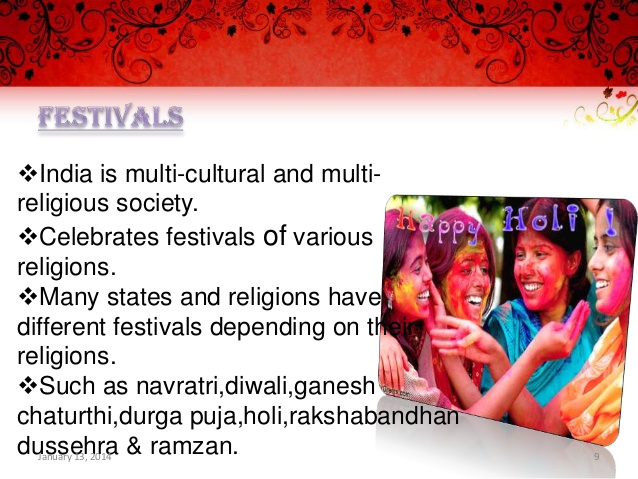 FESTIVALS
❖India is multi-cultural and multi-
religious society.
❖Celebrates festivals of various
religions.
❖Many states and religions have
different festivals depending on their
religions.
❖Such as navratri,diwali,ganesh
chaturthi,durga puja,holi,rakshabandhan
dussehra & ramzan.
Happy Holi !
January 13, 2014
9